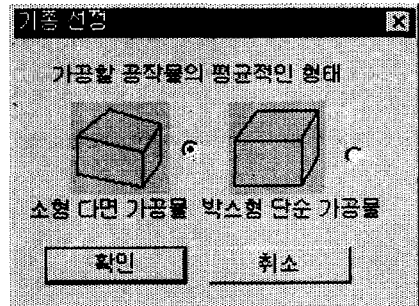 기종 선정
가공할 공작물의 평균적인 형태
소형 다면 가공물 박스형 단순 가공물
확인 취소